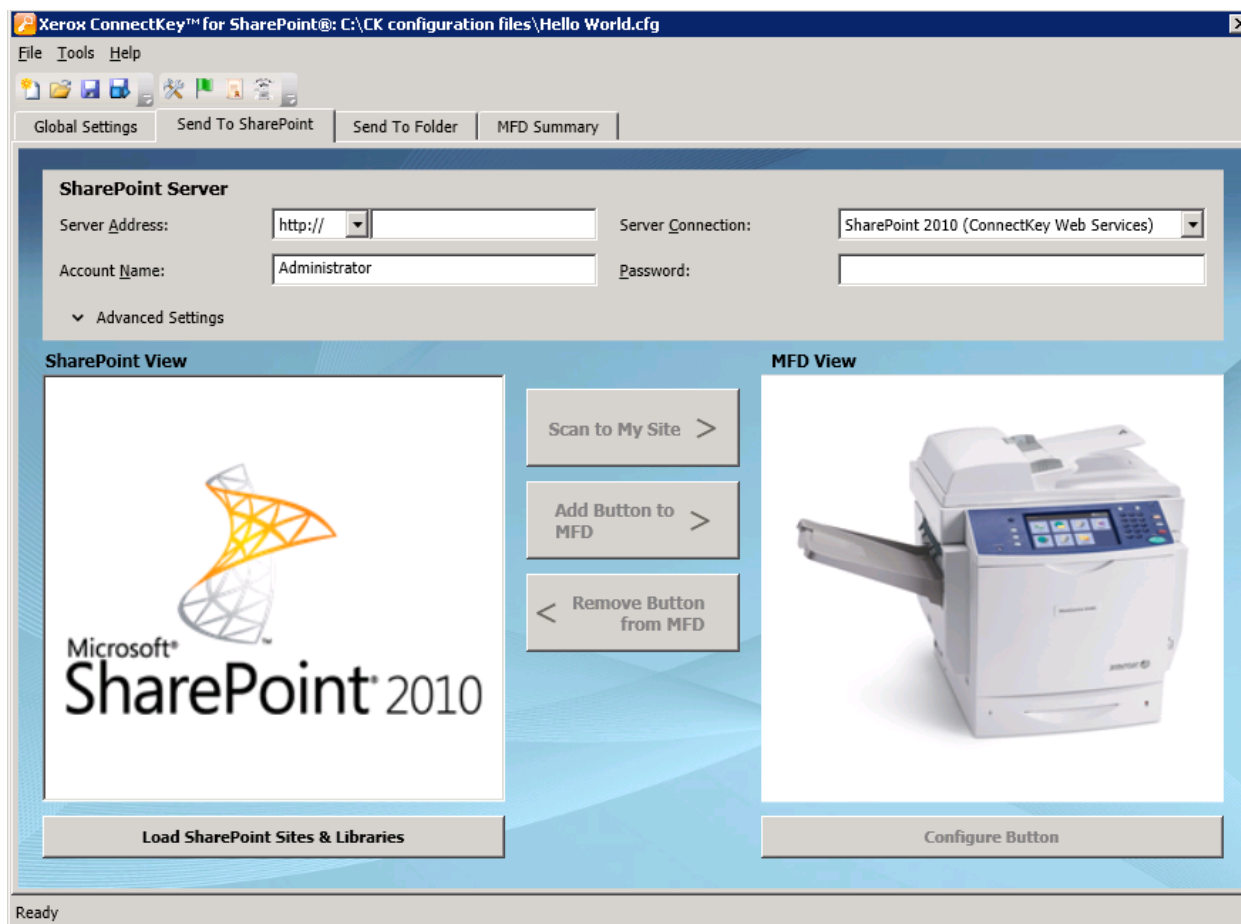 Xerox ConnectKey™ for SharePoint®: C:\CK configuration files\Hello World.cfg
File Tools Help
Global Settings Send To SharePoint Send To Folder MFD Summary
SharePoint Server
Server Address: http:// Server Connection: SharePoint 2010 (ConnectKey Web Services)
Account Name: Administrator Password:
Advanced Settings
SharePoint View MFD View
Scan to My Site >
Add Button to
MFD >
< Remove Button
from MFD
Microsoft®
SharePoint® 2010
Load SharePoint Sites & Libraries Configure Button
Ready